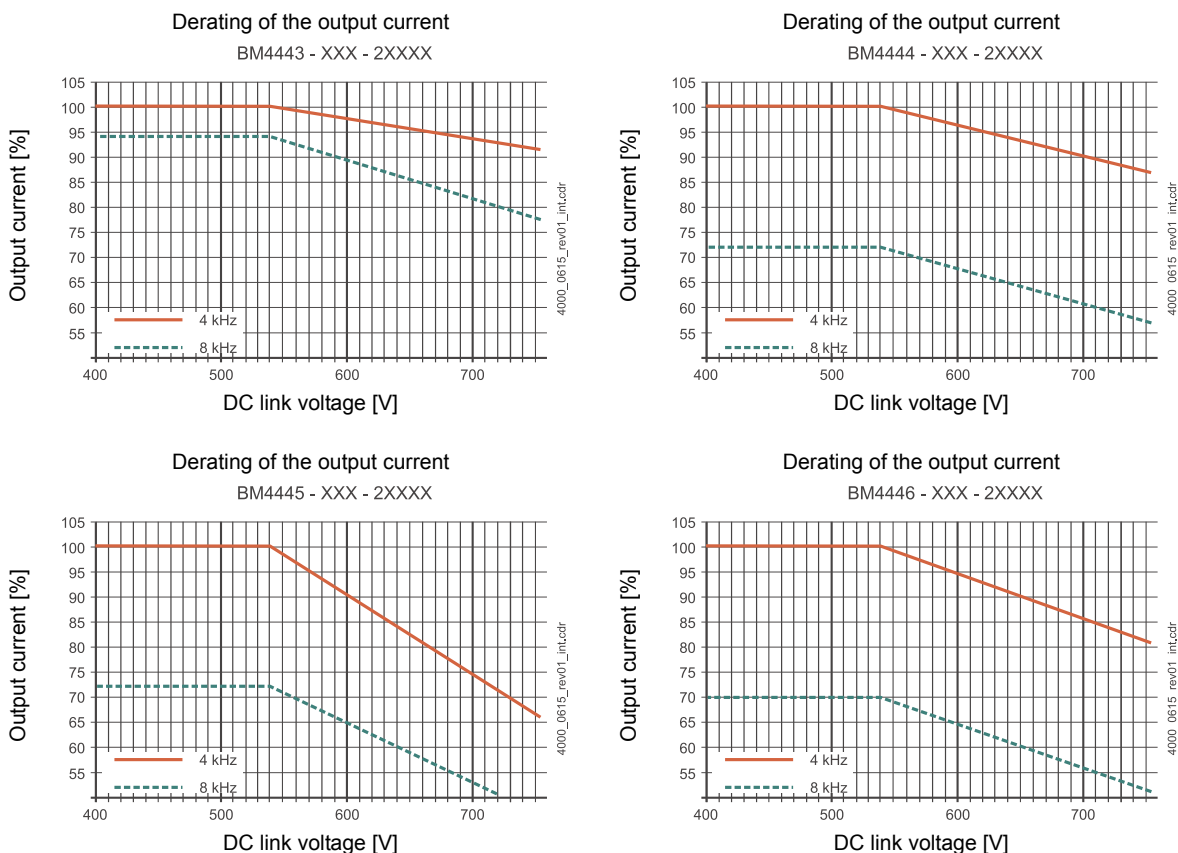 Derating of the output current
BM4443 - XXX - 2XXXX
105
100
95
90
85
80
75
70
65
60
55
Output current [%]
4 kHz
8 kHz
400
500
600
700
DC link voltage [V]
4000_0615_rev01_int.cdr
Derating of the output current
BM4444 - XXX - 2XXXX
105
100
95
90
85
80
75
70
65
60
55
Output current [%]
4 kHz
8 kHz
400
500
600
700
DC link voltage [V]
4000_0615_rev01_int.cdr
Derating of the output current
BM4445 - XXX - 2XXXX
105
100
95
90
85
80
75
70
65
60
55
Output current [%]
4 kHz
8 kHz
400
500
600
700
DC link voltage [V]
4000_0615_rev01_int.cdr
Derating of the output current
BM4446 - XXX - 2XXXX
105
100
95
90
85
80
75
70
65
60
55
Output current [%]
4 kHz
8 kHz
400
500
600
700
DC link voltage [V]
4000_0615_rev01_int.cdr